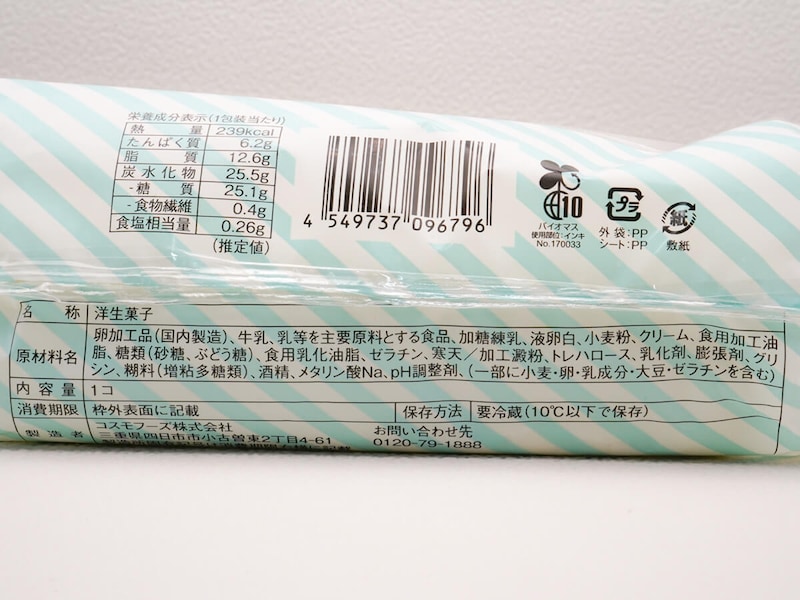 栄養成分表示(1包装当たり)
熱量 239kcal
たんぱく質 6.2g
脂質 12.6g
炭水化物 25.5g
-糖質 25.1g
-食物繊維 0.4g
食塩相当量 0.26g
(推定値)
4 549737 096796
10
バイオマス
使用部位:インキ
No.170033
プラ
外袋:PP
シート:PP
紙
敷紙
名称 洋生菓子
原材料名 卵加工品(国内製造)、牛乳、乳等を主要原料とする食品、加糖練乳、液卵白、小麦粉、クリーム、食用加工油
脂、糖類(砂糖、ぶどう糖)、食用乳化油脂、ゼラチン、寒天/加工澱粉、トレハロース、乳化剤、膨張剤、グリ
シン、糊料(増粘多糖類)、酒精、メタリン酸Na、pH調整剤、(一部に小麦・卵・乳成分・大豆・ゼラチンを含む)
内容量 1コ
消費期限 枠外表面に記載 保存方法 要冷蔵(10℃以下で保存)
製造者 コスモフーズ株式会社
三重県四日市市小古曽東2丁目4-61
お問い合わせ先
0120-79-1888